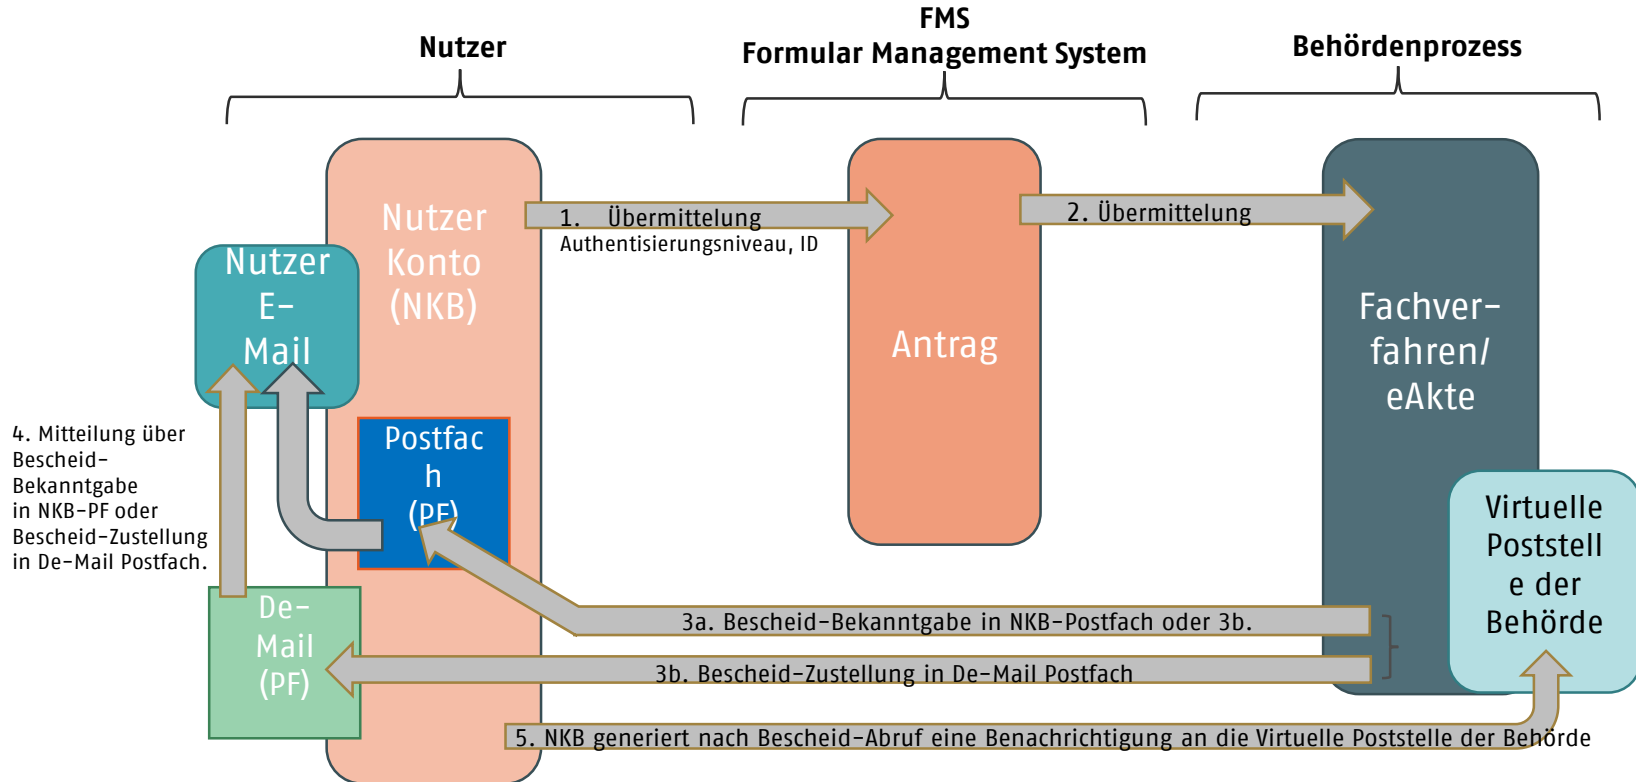 Nutzer
FMS
Formular Management System
Behördenprozess
Nutzer
Konto
(NKB)
1. Übermittelung
Authentisierungsniveau, ID
2. Übermittelung
Nutzer
E-
Mail
Antrag
Fachver-
fahren/
eAkte
4. Mitteilung über
Bescheid-
Bekanntgabe
in NKB-PF oder
Bescheid-Zustellung
in De-Mail Postfach.
Postfac
h
(PF)
Virtuelle
Poststell
e der
Behörde
De-
Mail
(PF)
3a. Bescheid-Bekanntgabe in NKB-Postfach oder 3b.
3b. Bescheid-Zustellung in De-Mail Postfach
5. NKB generiert nach Bescheid-Abruf eine Benachrichtigung an die Virtuelle Poststelle der Behörde